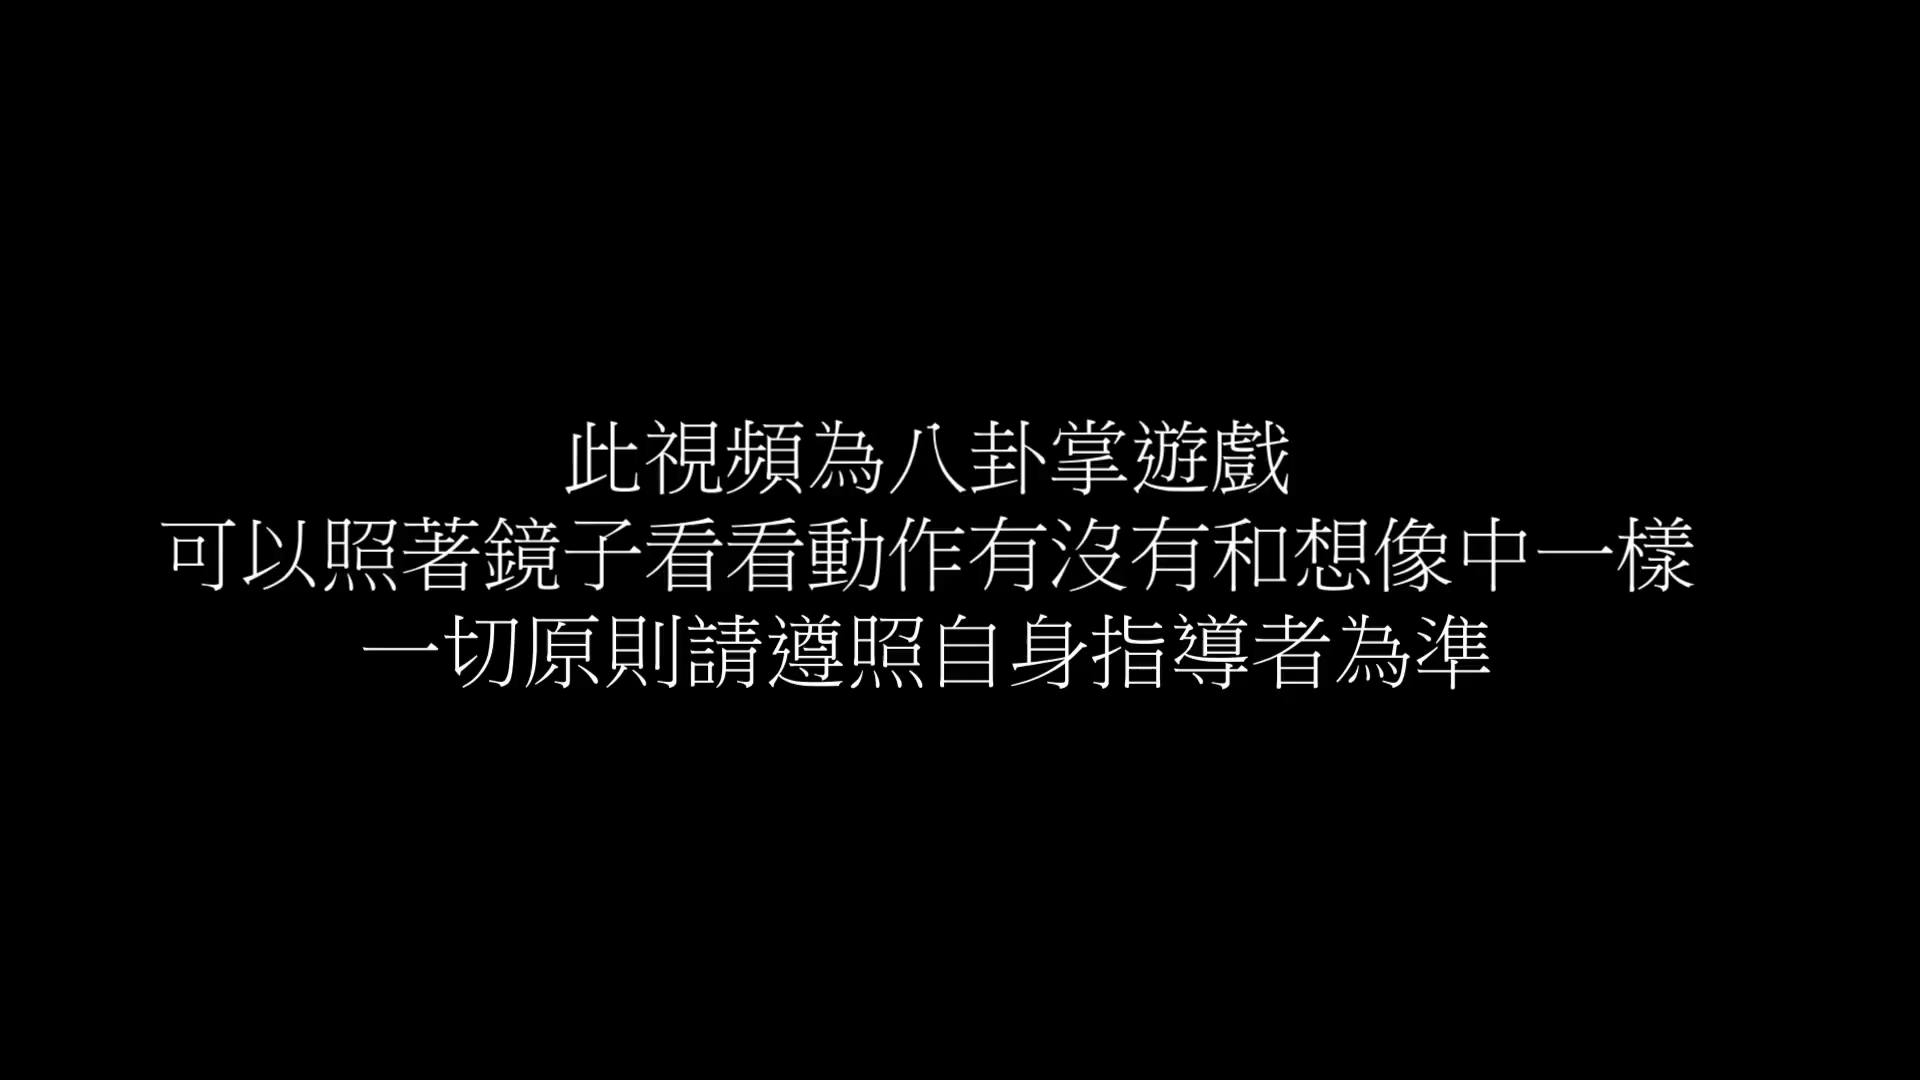 此視頻為八卦掌遊戲
可以照著鏡子看看動作有沒有和想像中一樣
一切原則請遵照自身指導者為準